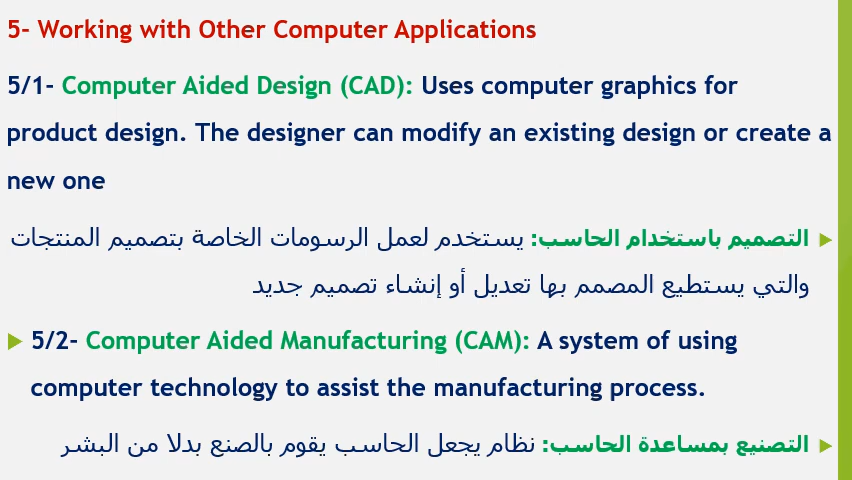 5- Working with Other Computer Applications
5/1- Computer Aided Design (CAD): Uses computer graphics for
product design. The designer can modify an existing design or create a
new one
التصميم باستخدام الحاسب: يستخدم لعمل الرسومات الخاصة بتصميم المنتجات
والتي يستطيع المصمم بها تعديل أو إنشاء تصميم جديد
5/2- Computer Aided Manufacturing (CAM): A system of using
computer technology to assist the manufacturing process.
التصنيع بمساعدة الحاسب: نظام يجعل الحاسب يقوم بالصنع بدلا من البشر